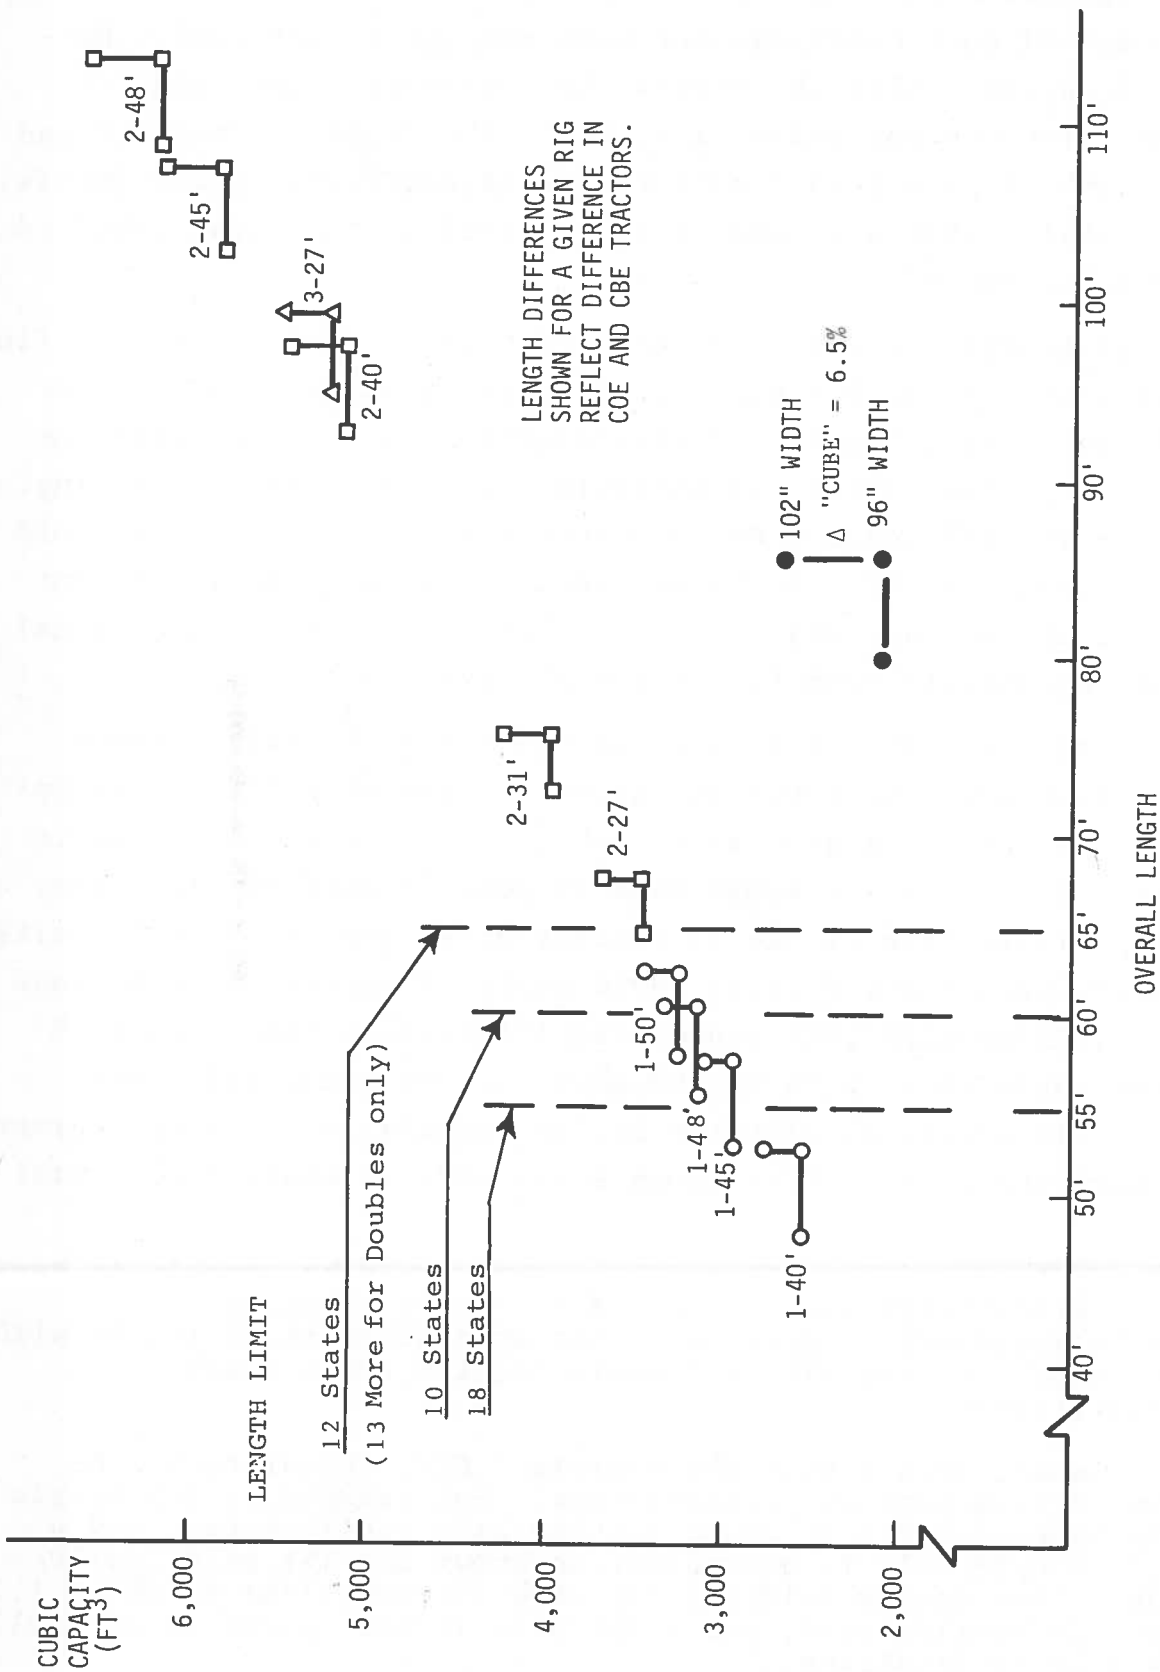 CUBIC
CAPACITY
(FT3)
6,000
5,000
4,000
3,000
2,000
LENGTH LIMIT
12 States
(13 More for Doubles only)
10 States
18 States
1-40'
1-45'
1-48'
1-50'
2-27'
2-31'
2-40'
3-27'
2-45'
2-48'
LENGTH DIFFERENCES
SHOWN FOR A GIVEN RIG
REFLECT DIFFERENCE IN
COE AND CBE TRACTORS.
102" WIDTH
Δ "CUBE" = 6.5%
96" WIDTH
40'
50'
55'
60'
65'
70'
80'
90'
100'
110'
OVERALL LENGTH